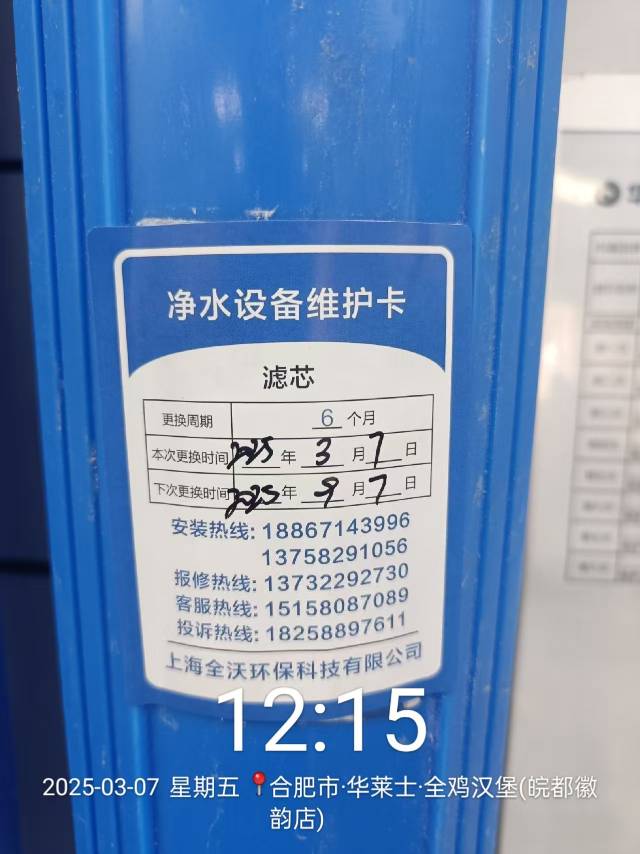 净水设备维护卡
滤芯
更换周期 6 个月
本次更换时间 2025 年 3 月 7 日
下次更换时间 2025 年 9 月 7 日
安装热线: 18867143996
13758291056
报修热线: 13732292730
客服热线: 15158087089
投诉热线: 18258897611
上海全沃环保科技有限公司
12:15
2025-03-07 星期五 📍合肥市·华莱士·全鸡汉堡(皖都徽
韵店)